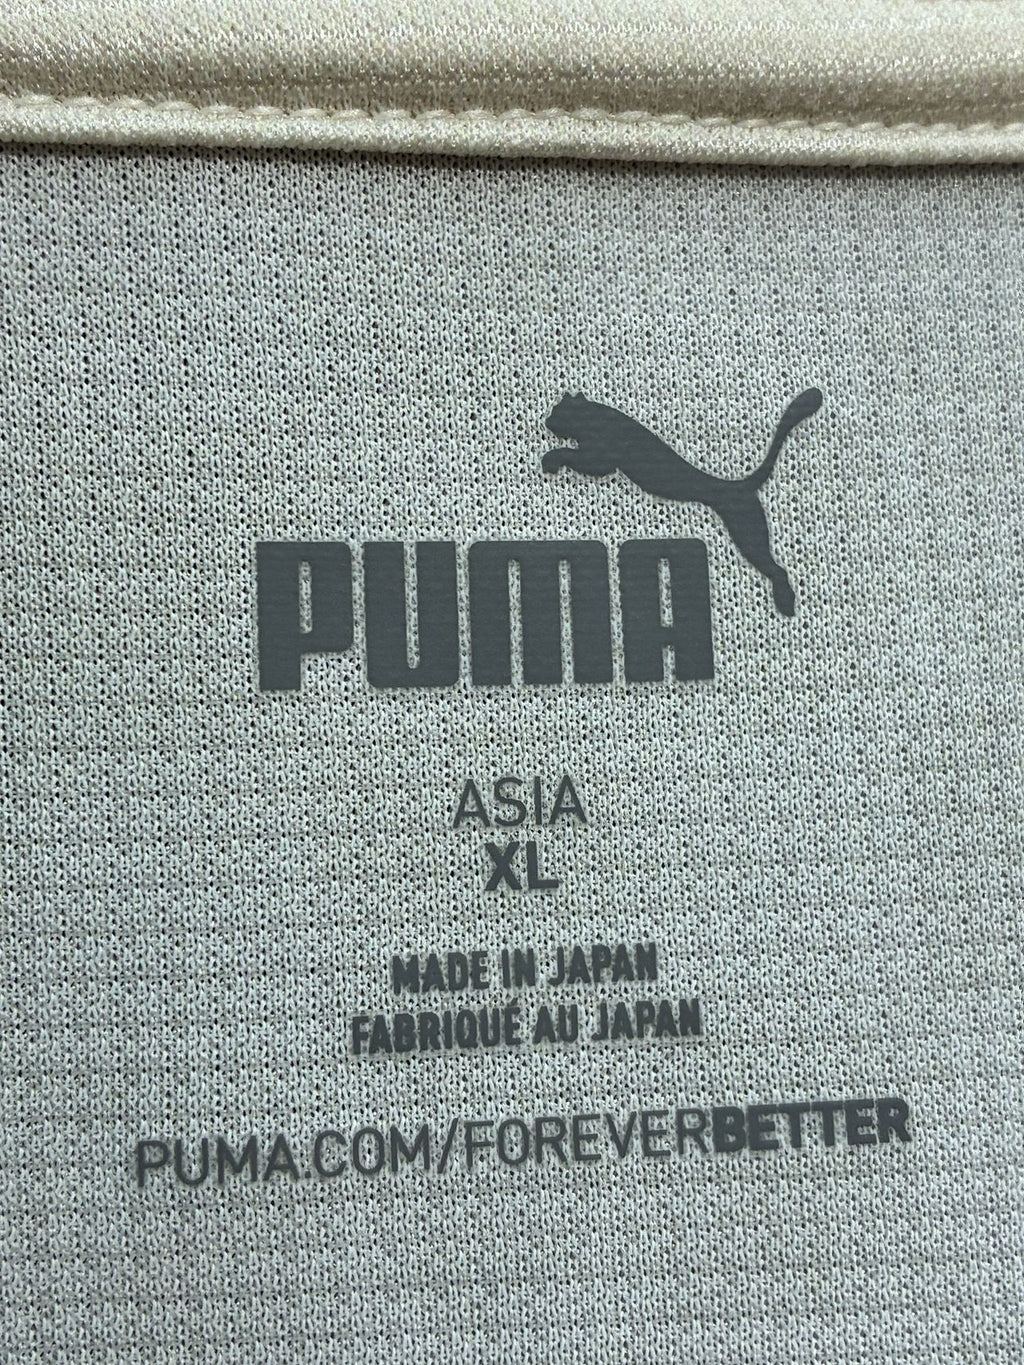 PUMA
ASIA
XL
MADE IN JAPAN
FABRIQUÉ AU JAPAN
PUMA.COM/FOREVERBETTER